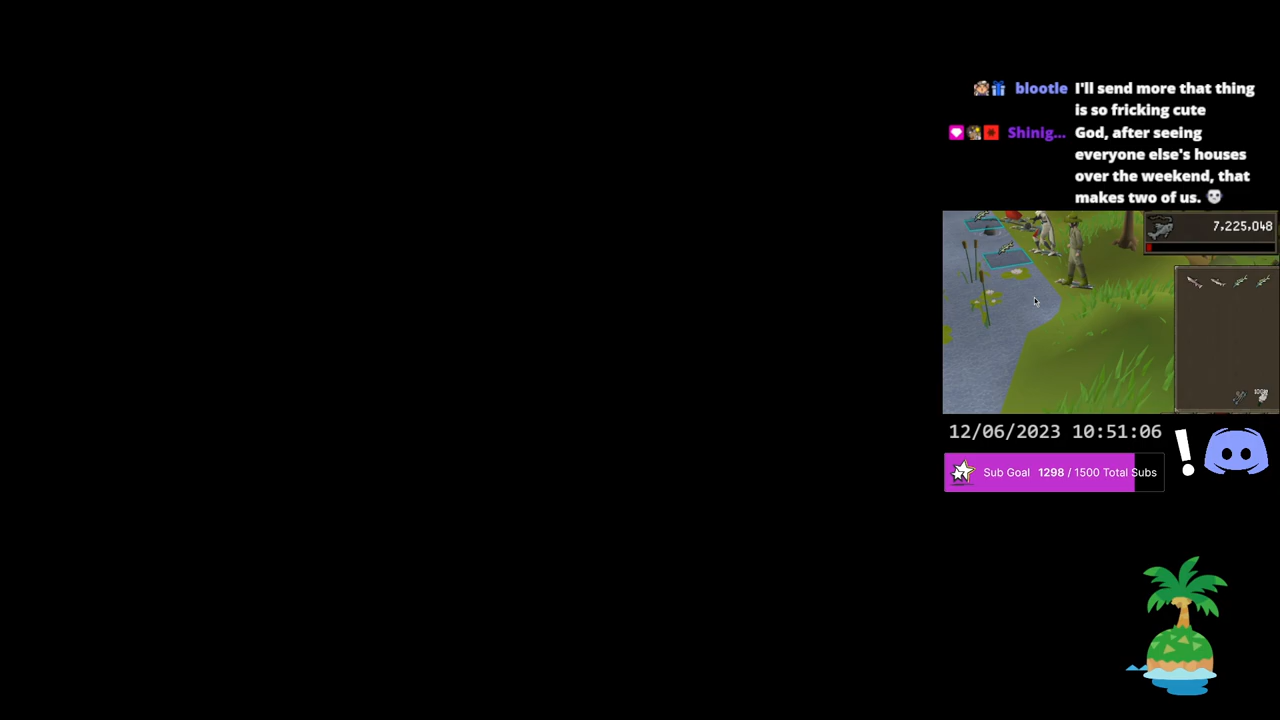 blootle I'll send more that thing
is so fricking cute
Shinig... God, after seeing
everyone else's houses
over the weekend, that
makes two of us.
7,225,048
12/06/2023 10:51:06
!
Sub Goal 1298 / 1500 Total Subs